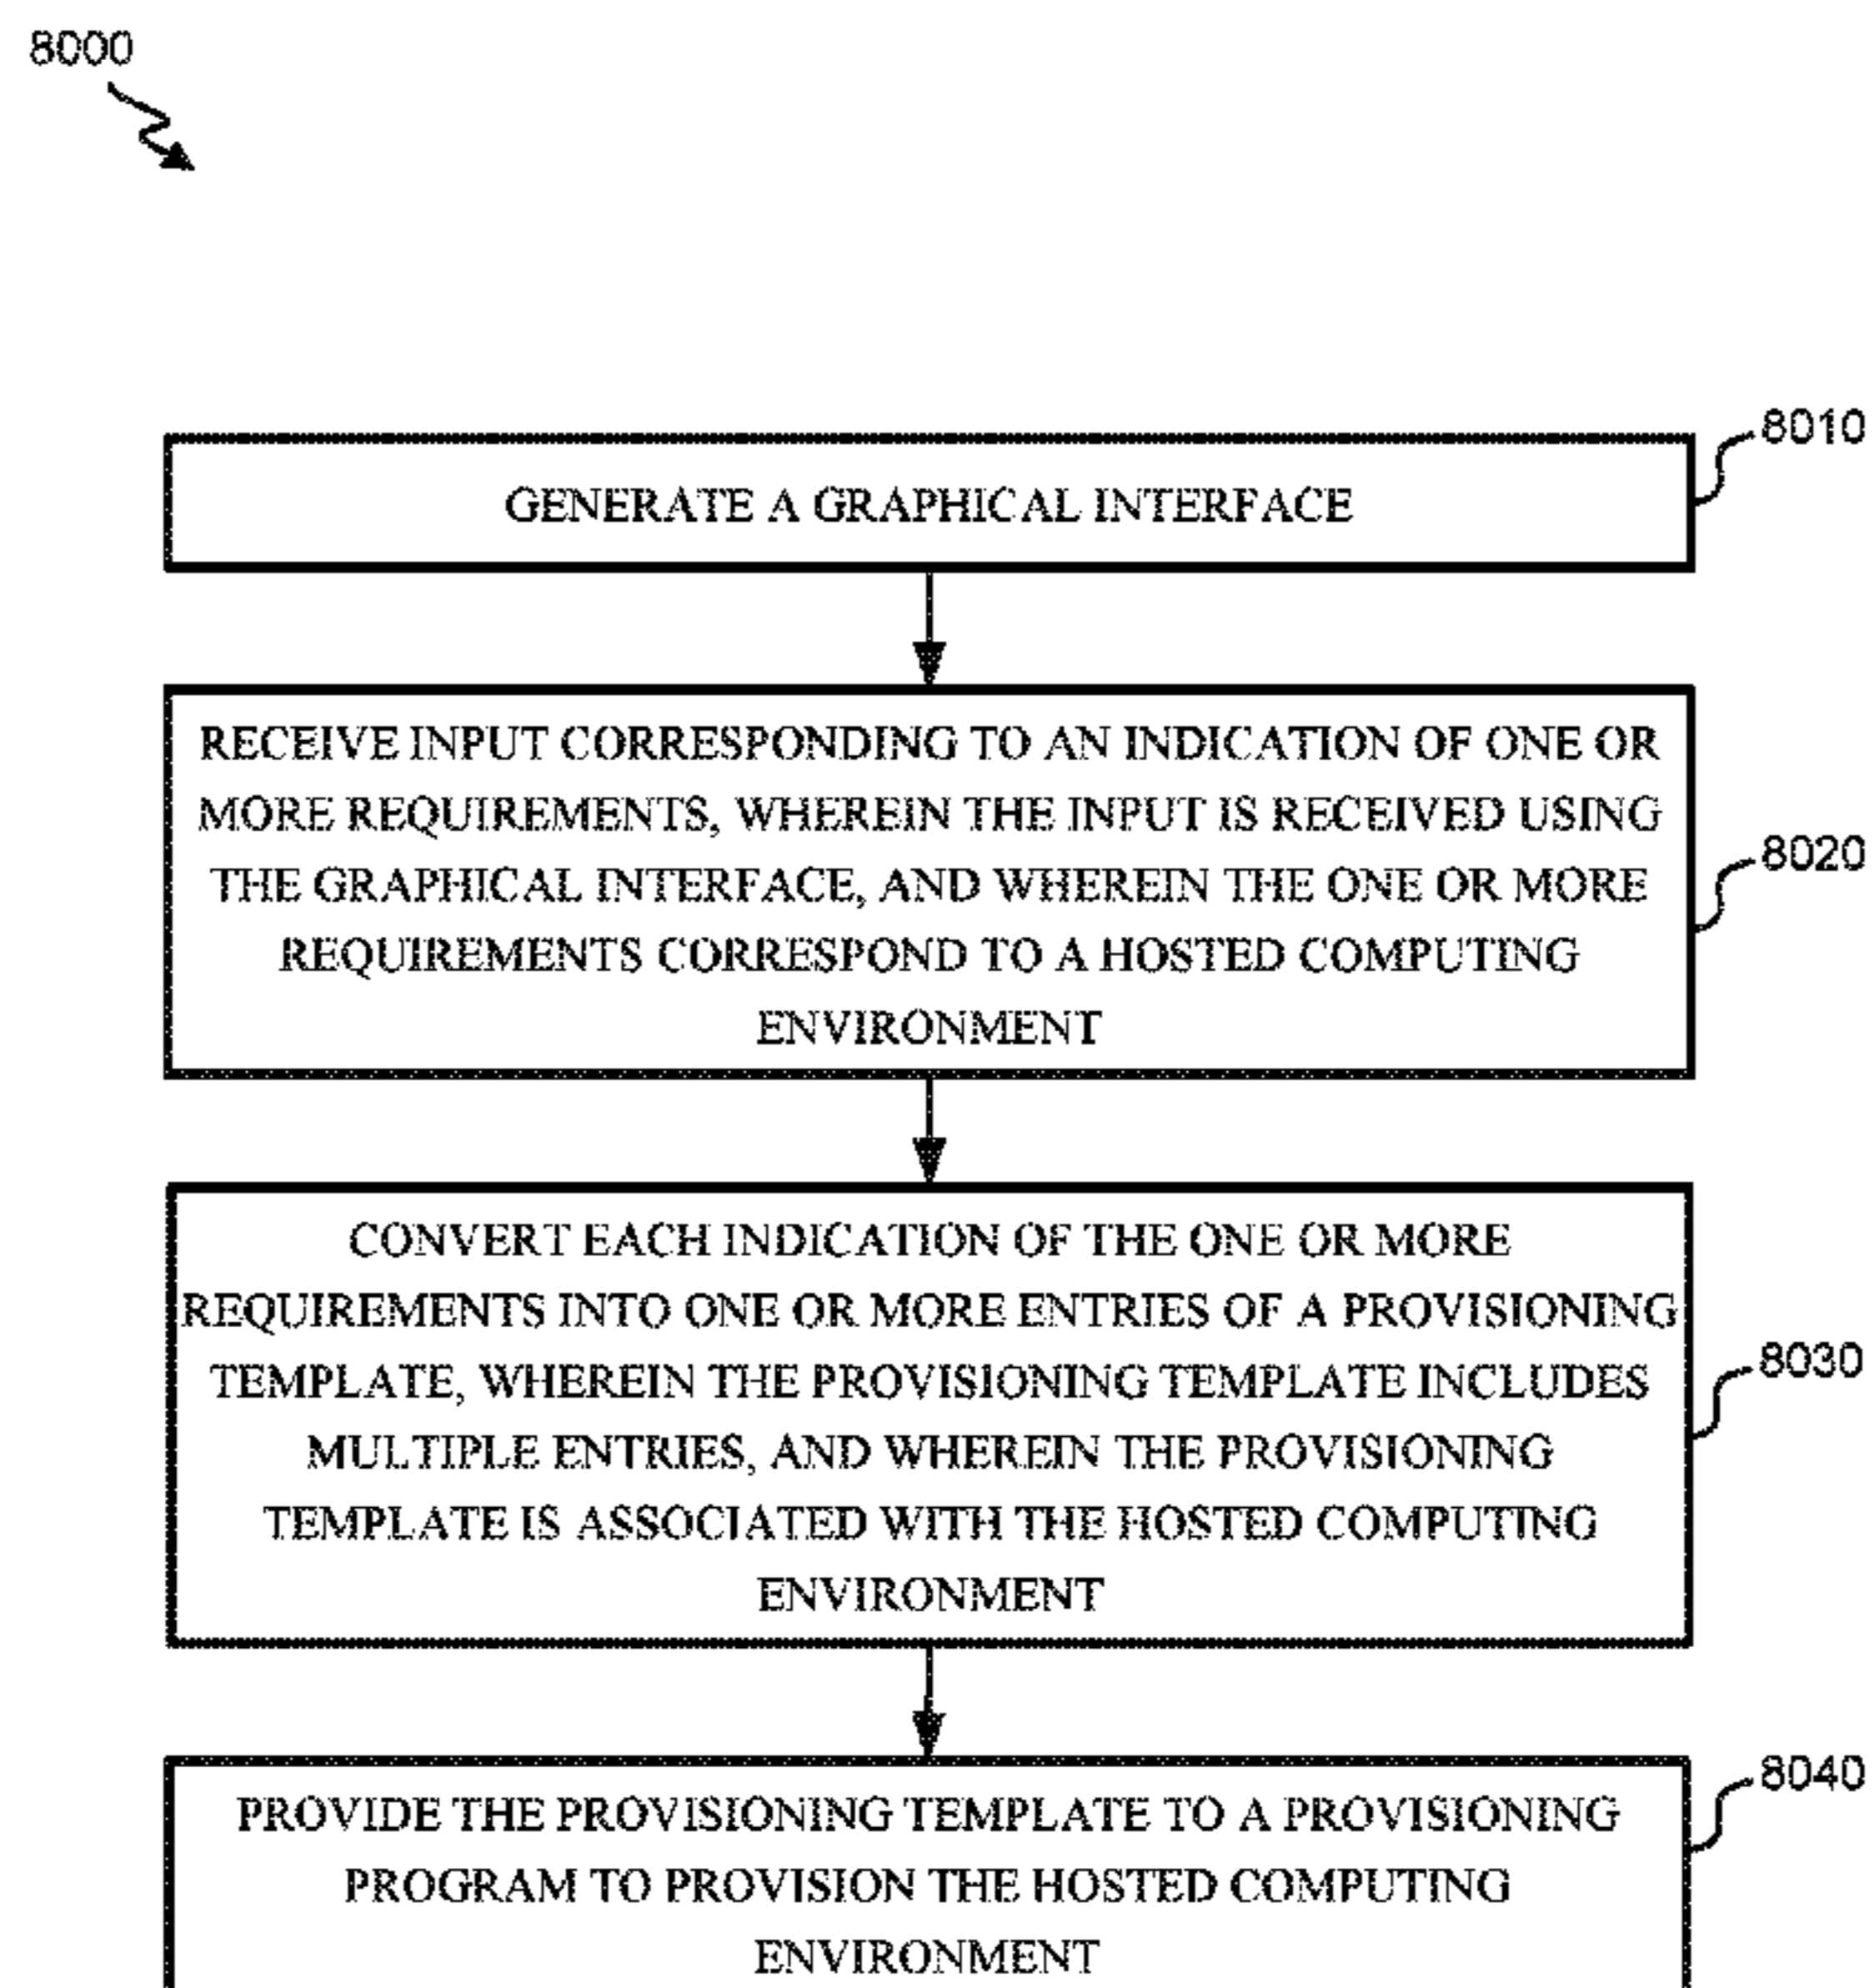 8000
8010
GENERATE A GRAPHICAL INTERFACE
RECEIVE INPUT CORRESPONDING TO AN INDICATION OF ONE OR
MORE REQUIREMENTS, WHEREIN THE INPUT IS RECEIVED USING
THE GRAPHICAL INTERFACE, AND WHEREIN THE ONE OR MORE
REQUIREMENTS CORRESPOND TO A HOSTED COMPUTING
ENVIRONMENT
8020
CONVERT EACH INDICATION OF THE ONE OR MORE
REQUIREMENTS INTO ONE OR MORE ENTRIES OF A PROVISIONING
TEMPLATE, WHEREIN THE PROVISIONING TEMPLATE INCLUDES
MULTIPLE ENTRIES, AND WHEREIN THE PROVISIONING
TEMPLATE IS ASSOCIATED WITH THE HOSTED COMPUTING
ENVIRONMENT
8030
8040
PROVIDE THE PROVISIONING TEMPLATE TO A PROVISIONING
PROGRAM TO PROVISION THE HOSTED COMPUTING
ENVIRONMENT